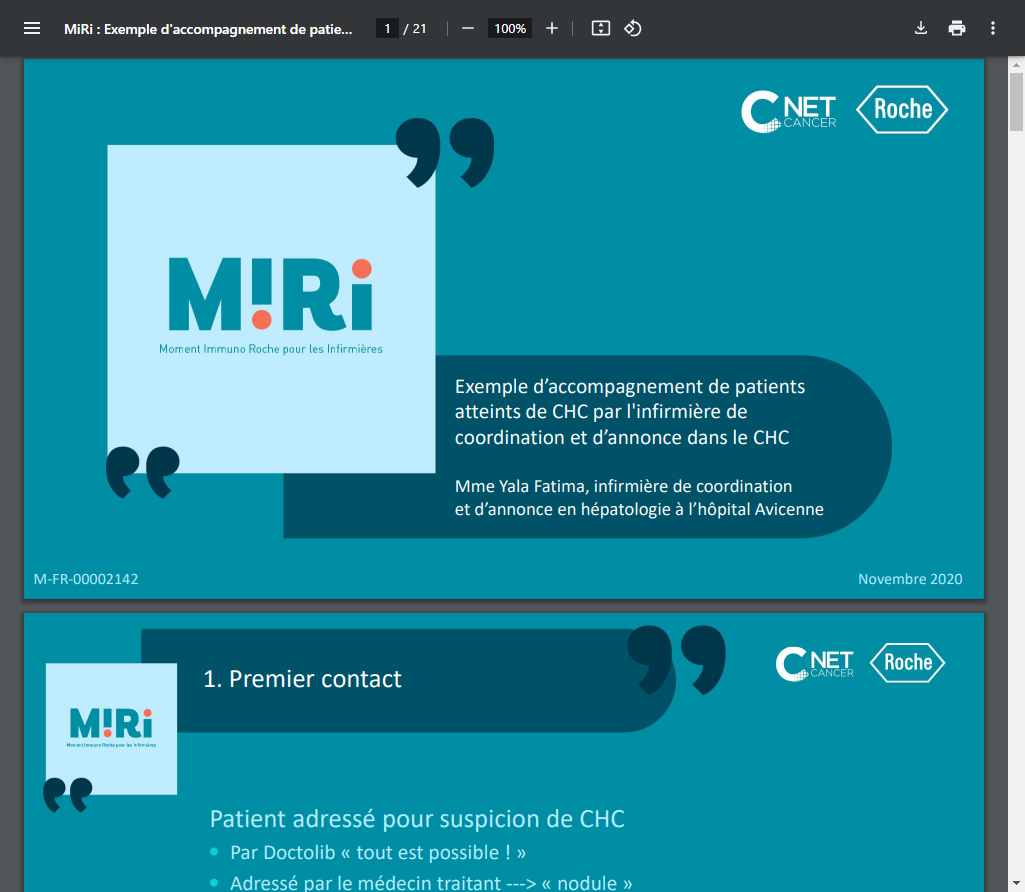 MiRi : Exemple d'accompagnement de patie...
1 / 21
100%
C NET
CANCER
Roche
MiRi
Moment Immuno Roche pour les Infirmières
Exemple d’accompagnement de patients
atteints de CHC par l'infirmière de
coordination et d’annonce dans le CHC
Mme Yala Fatima, infirmière de coordination
et d’annonce en hépatologie à l’hôpital Avicenne
M-FR-00002142
Novembre 2020
1. Premier contact
C NET
CANCER
Roche
MiRi
Moment Immuno Roche pour les Infirmières
Patient adressé pour suspicion de CHC
• Par Doctolib « tout est possible ! »
• Adressé par le médecin traitant ---> « nodule »